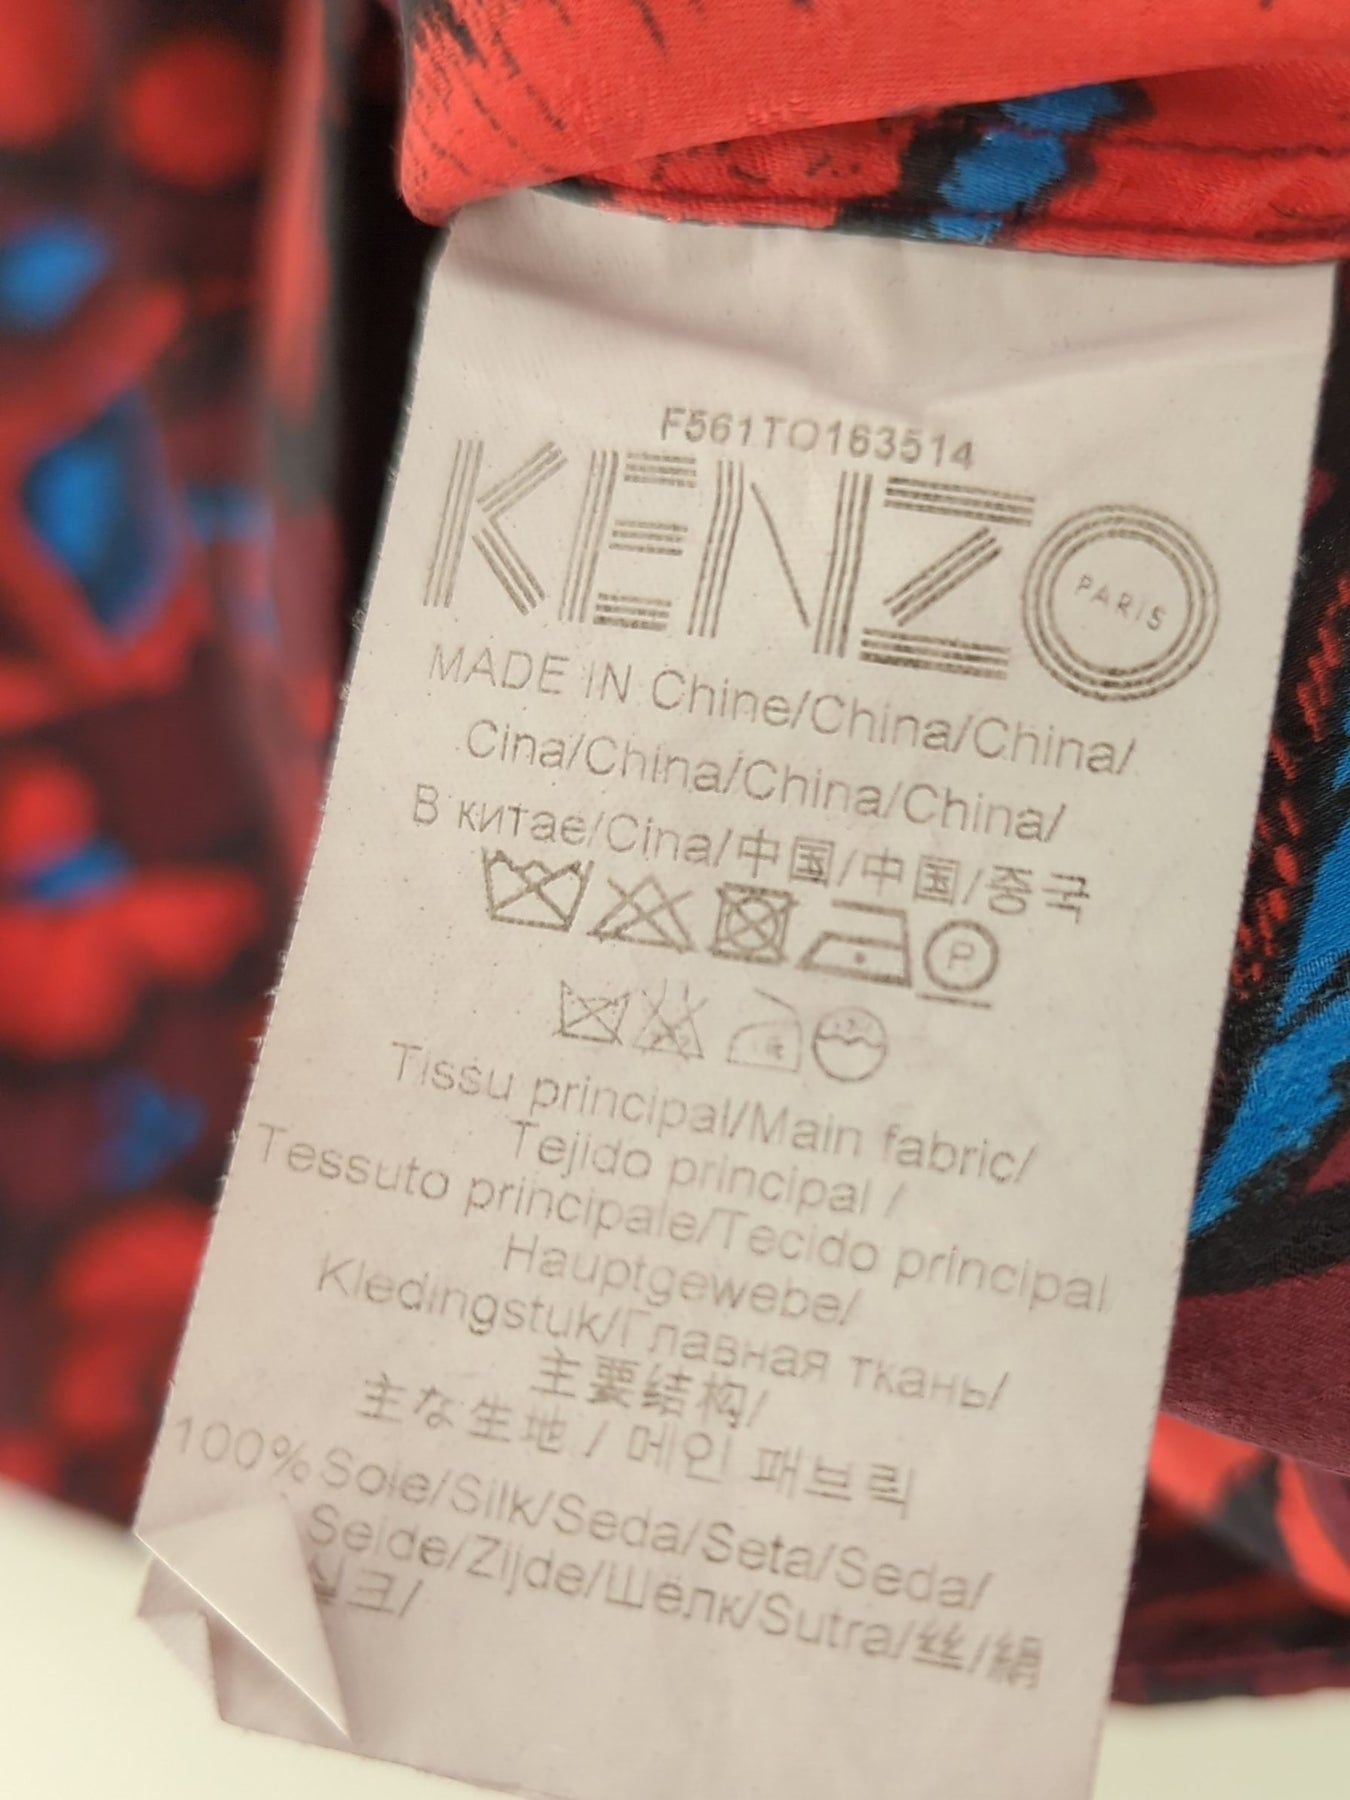 F561TO163514
KENZO
PARIS
MADE IN Chine/China/China/
Cina/China/China/China/
В китае/Cina/中国/中国/중국
P
Tissu principal/Main fabric/
Tejido principal /
Tessuto principale/Tecido principal
Hauptgewebe/
Kledingstuk/Главная ткань/
主要结构/
主な生地 / 메인 패브릭
100% Soie/Silk/Seda/Seta/Seda/
Seide/Zijde/Шёлк/Sutra/丝/絹
실크/